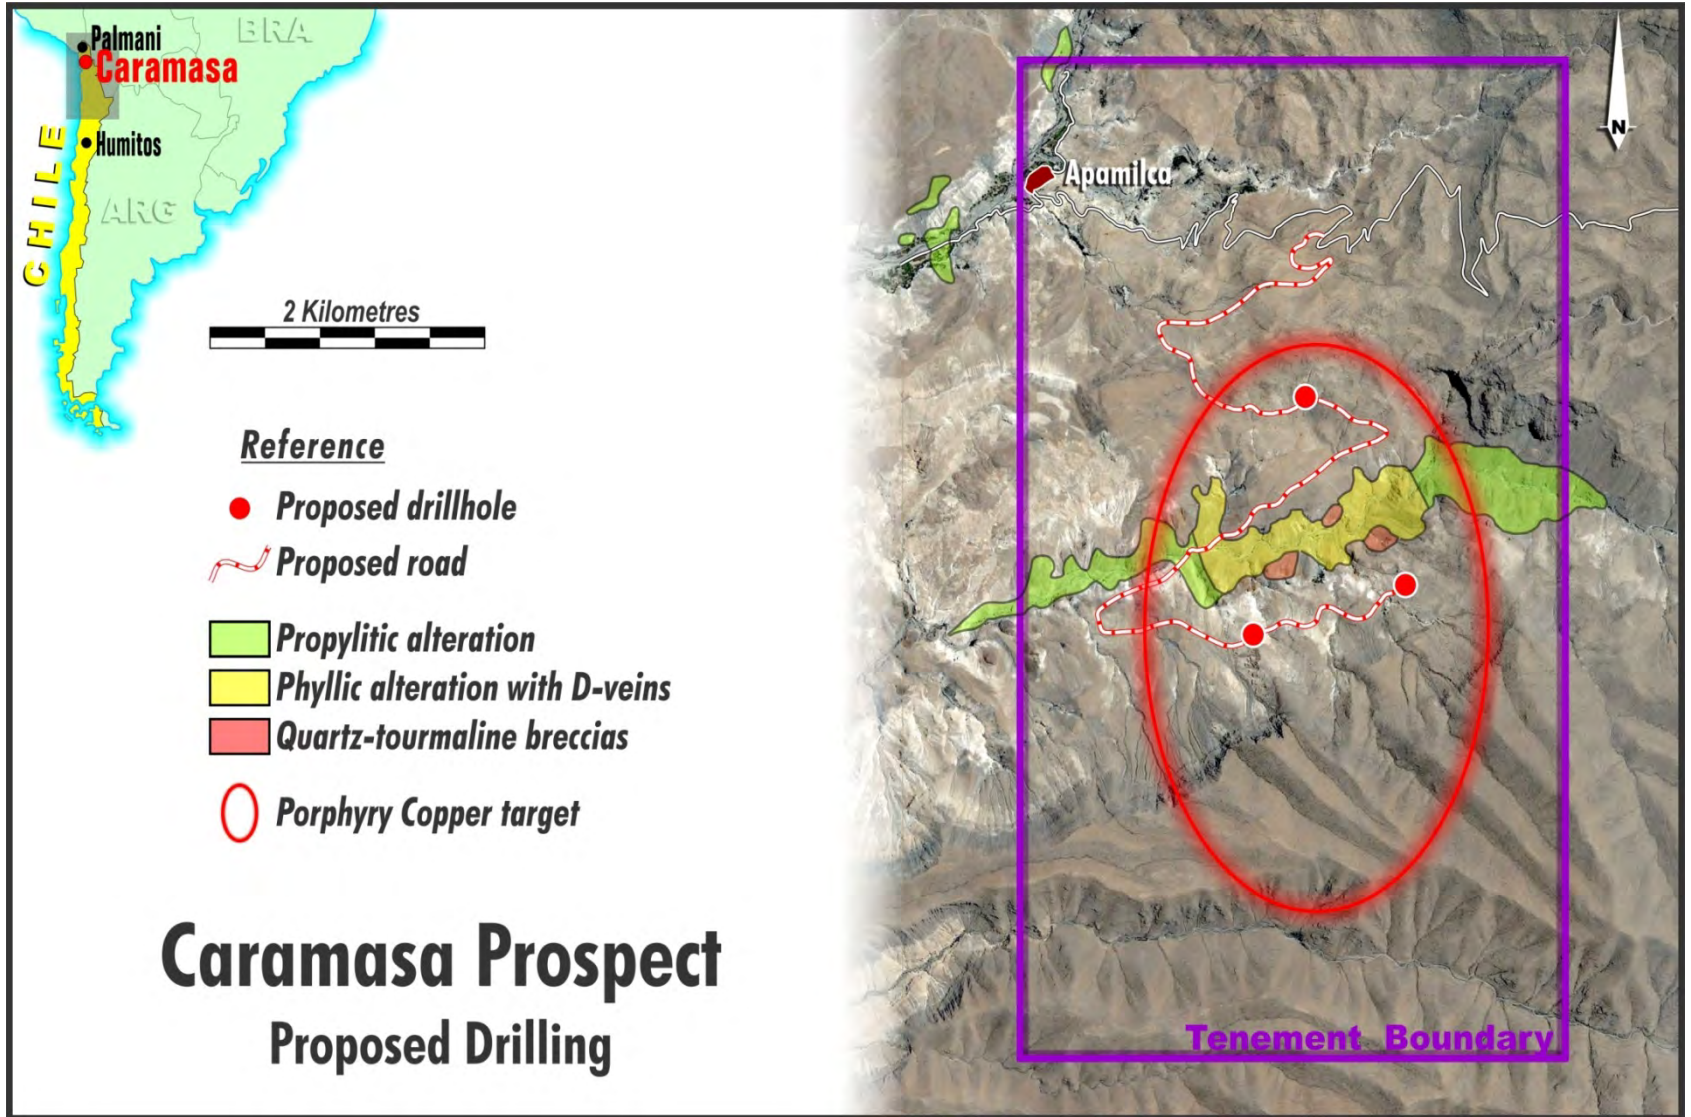 BRA
Palmani
Caramasa
CHILE
Humitos
ARG
2 Kilometres
Reference
Proposed drillhole
Proposed road
Propylitic alteration
Phyllic alteration with D-veins
Quartz-tourmaline breccias
Porphyry Copper target
Caramasa Prospect
Proposed Drilling
N
Apamilca
Tenement Boundary